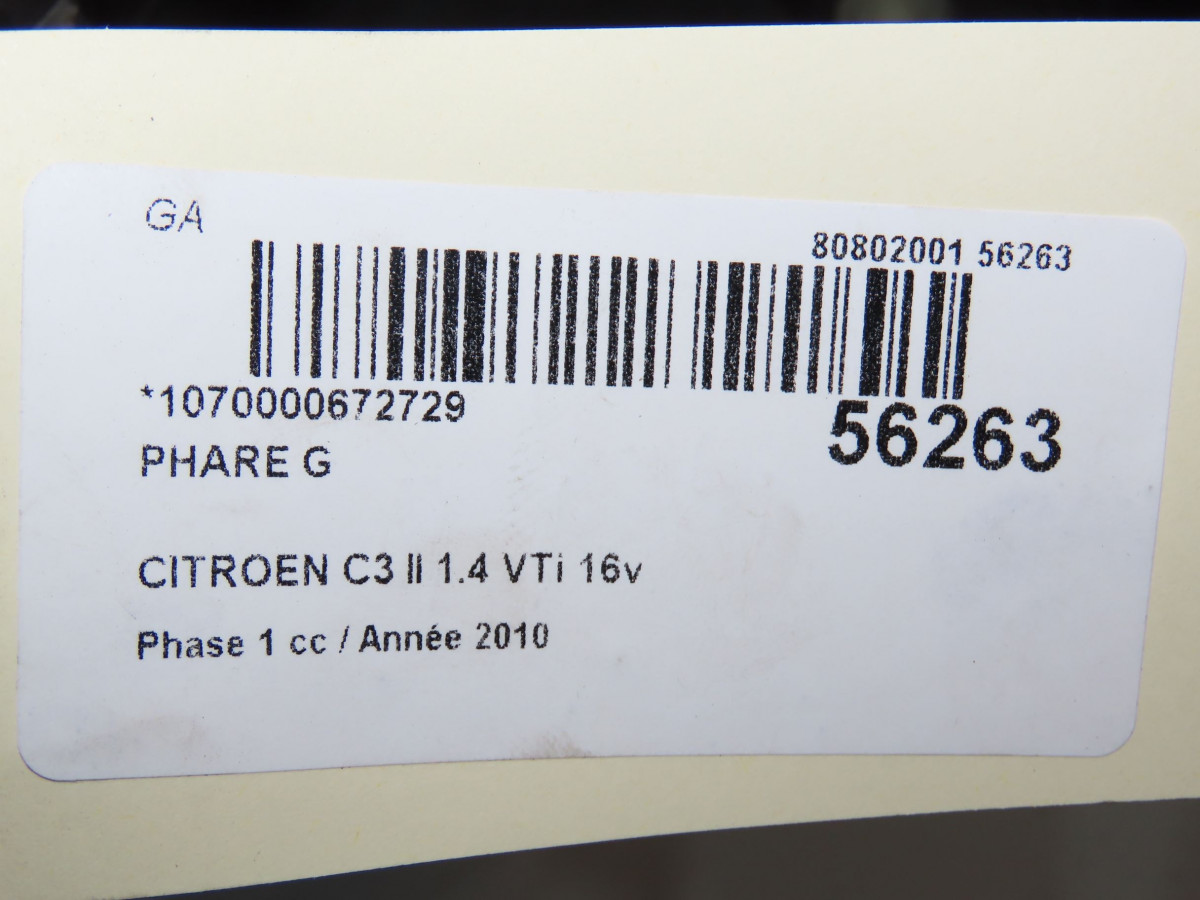 GA
80802001 56263
*1070000672729
56263
PHARE G
CITROEN C3 II 1.4 VTi 16v
Phase 1 cc / Année 2010